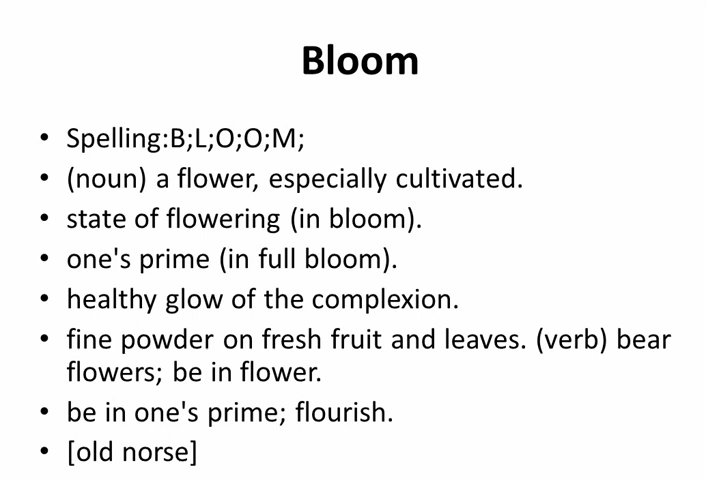 Bloom
• Spelling:B;L;O;O;M;
• (noun) a flower, especially cultivated.
• state of flowering (in bloom).
• one's prime (in full bloom).
• healthy glow of the complexion.
• fine powder on fresh fruit and leaves. (verb) bear
flowers; be in flower.
• be in one's prime; flourish.
• [old norse]